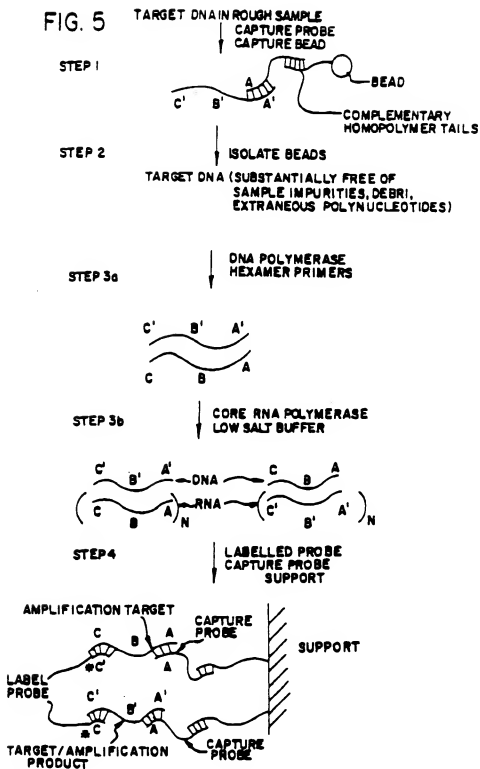 FIG. 5
TARGET DNA IN ROUGH SAMPLE
CAPTURE PROBE
CAPTURE BEAD
STEP 1
A
BEAD
C' B' A'
COMPLEMENTARY
HOMOPOLYMER TAILS
STEP 2
ISOLATE BEADS
TARGET DNA (SUBSTANTIALLY FREE OF
SAMPLE IMPURITIES, DEBRI,
EXTRANEOUS POLYNUCLEOTIDES)
DNA POLYMERASE
HEXAMER PRIMERS
STEP 3a
C' B' A'
C B A
STEP 3b
CORE RNA POLYMERASE
LOW SALT BUFFER
C' B' A' DNA C B A
( C B A )N RNA ( C' B' A' )N
STEP 4
LABELLED PROBE
CAPTURE PROBE
SUPPORT
AMPLIFICATION TARGET
CAPTURE
PROBE
C B A
SUPPORT
*C' A
LABEL
PROBE
C' A'
* C B' A
TARGET/AMPLIFICATION
PRODUCT
CAPTURE
PROBE